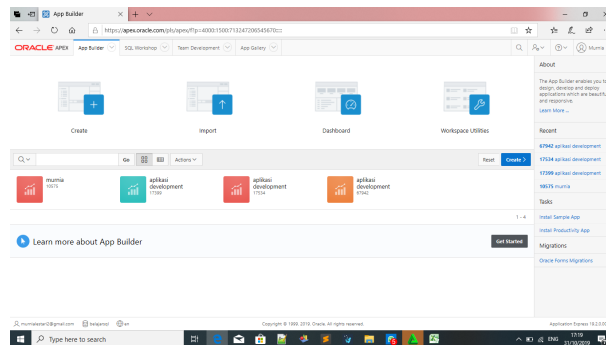 App Builder
https://apex.oracle.com/pls/apex/f?p=4000:1500:713247206545676:::
ORACLE APEX App Builder SQL Workshop Team Development App Gallery
Create
Import
Dashboard
Workspace Utilities
Go
Actions
Reset
Create >
murnia
10575
aplikasi development
17399
aplikasi development
17534
aplikasi development
67942
1 - 4
Learn more about App Builder
Get Started
About
The App Builder enables you to
design, develop and deploy
applications which are beautiful
and responsive.
Learn More ...
Recent
67942 aplikasi development
17534 aplikasi development
17399 aplikasi development
10575 murnia
Tasks
Install Sample App
Install Productivity App
Migrations
Oracle Forms Migrations
en
Copyright © 1999, 2019, Oracle. All rights reserved.
Application Express 19.2.0.00
Type here to search
ENG
17:19
31/10/2019